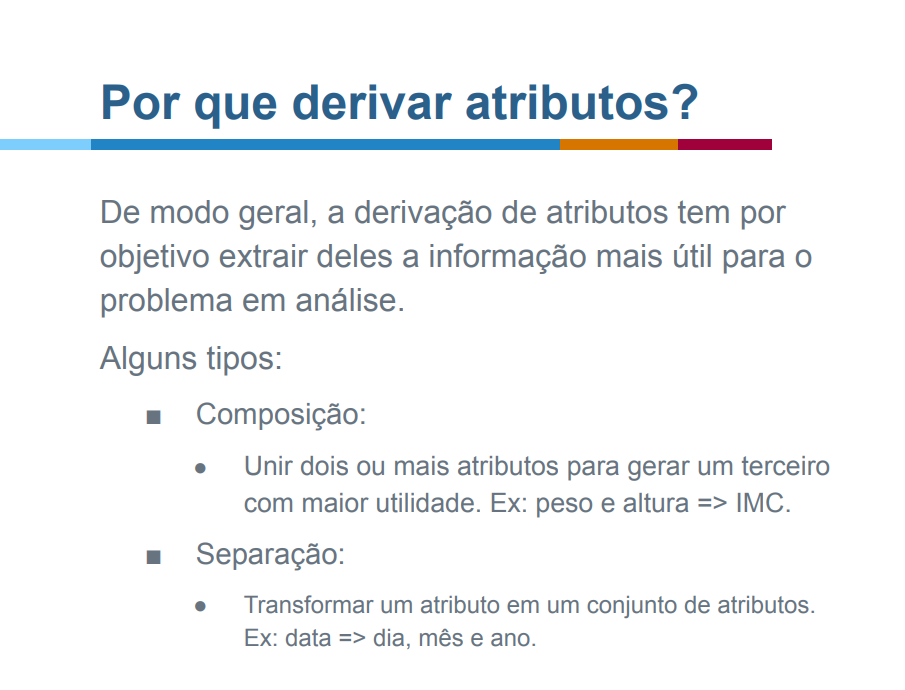 Por que derivar atributos?
De modo geral, a derivação de atributos tem por
objetivo extrair deles a informação mais útil para o
problema em análise.
Alguns tipos:
■ Composição:
● Unir dois ou mais atributos para gerar um terceiro
com maior utilidade. Ex: peso e altura => IMC.
■ Separação:
● Transformar um atributo em um conjunto de atributos.
Ex: data => dia, mês e ano.